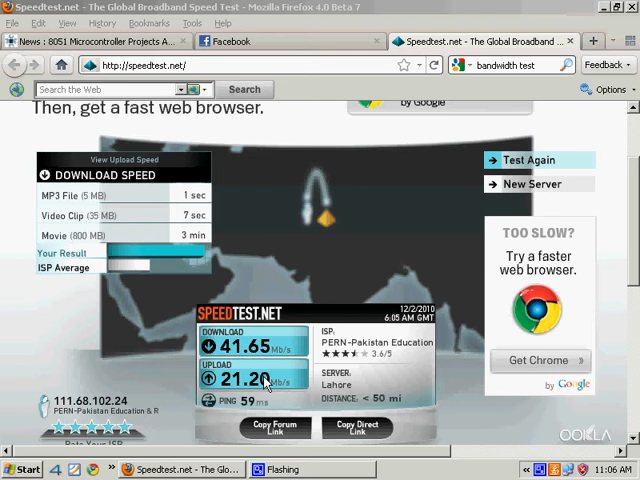 Speedtest.net - The Global Broadband Speed Test - Mozilla Firefox 4.0 Beta 7
File Edit View History Bookmarks Tools Help
News : 8051 Microcontroller Projects A...
Facebook
Speedtest.net - The Global Broadband ...
http://speedtest.net/
bandwidth test
Feedback
Search the Web
Search
Options
Then, get a fast web browser.
by Google
View Upload Speed
DOWNLOAD SPEED
MP3 File (5 MB) 1 sec
Video Clip (35 MB) 7 sec
Movie (800 MB) 3 min
Your Result
ISP Average
Test Again
New Server
TOO SLOW?
Try a faster
web browser.
Get Chrome
by Google
SPEEDTEST.NET
12/2/2010
6:05 AM GMT
DOWNLOAD
41.65 Mb/s
UPLOAD
21.20 Mb/s
PING 59 ms
ISP:
PERN-Pakistan Education
3.6/5
SERVER:
Lahore
DISTANCE: < 50 mi
Copy Forum
Link
Copy Direct
Link
111.68.102.24
PERN-Pakistan Education & R
Rate Your ISP
OOKLA
Start
Speedtest.net - The Glo...
Flashing
11:06 AM